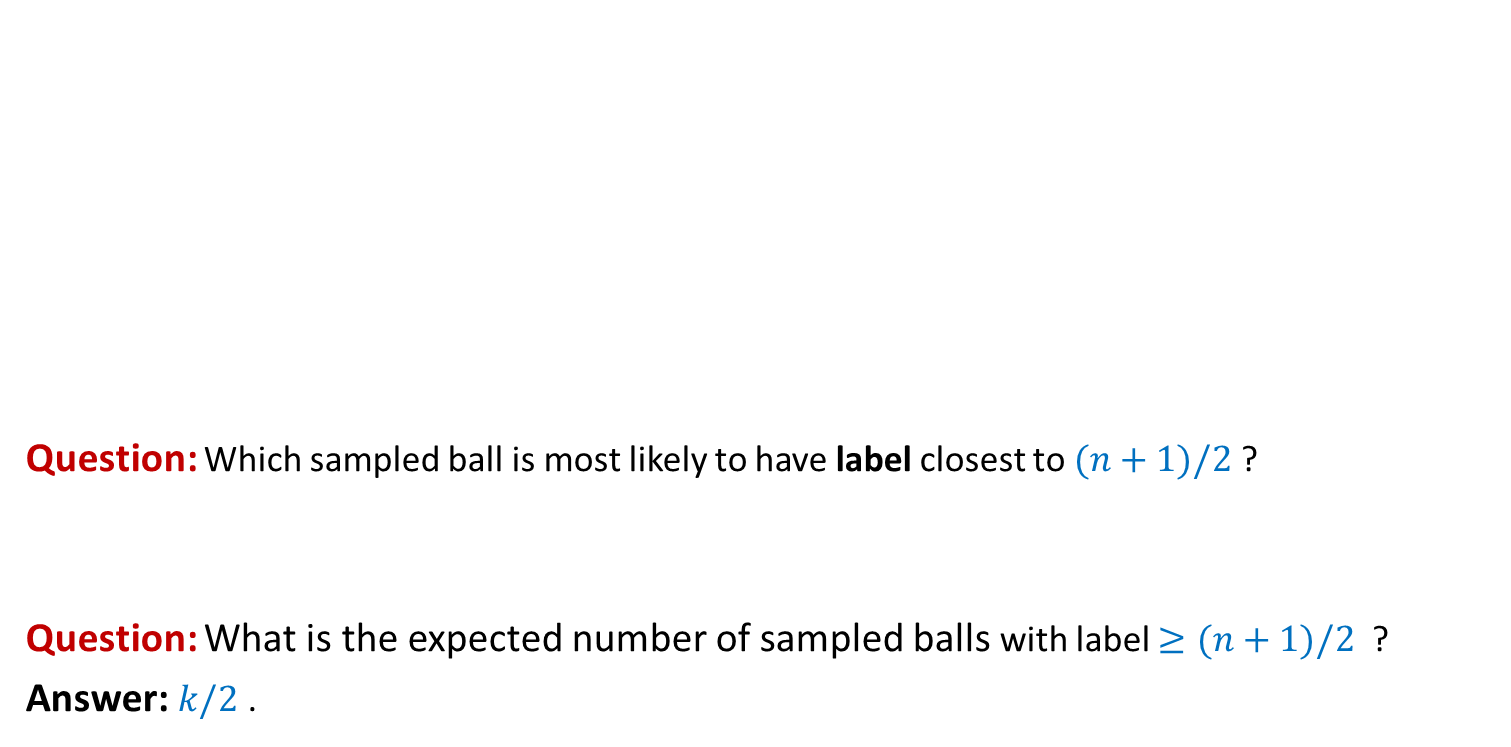 Question: Which sampled ball is most likely to have label closest to (n + 1)/2 ?
Question: What is the expected number of sampled balls with label ≥ (n + 1)/2 ?
Answer: k/2 .